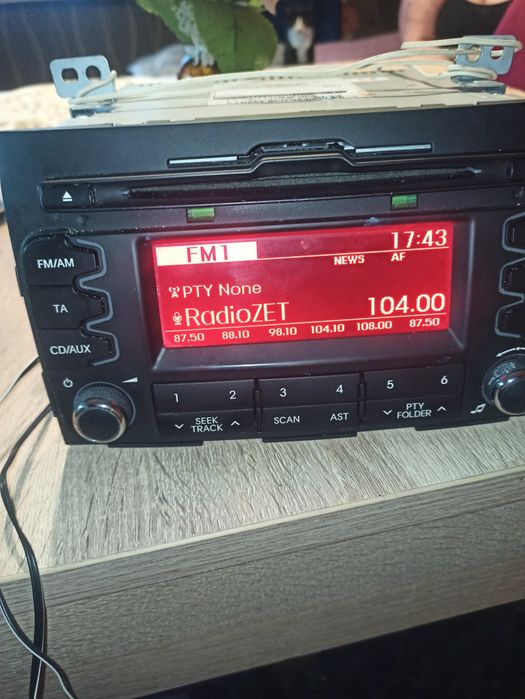 FM1 17:43
NEWS AF
PTY None
RadioZET 104.00
87.50 88.10 98.10 104.10 108.00 87.50
FM/AM
TA
CD/AUX
1 2 3 4 5 6
SEEK
TRACK
SCAN AST
PTY
FOLDER